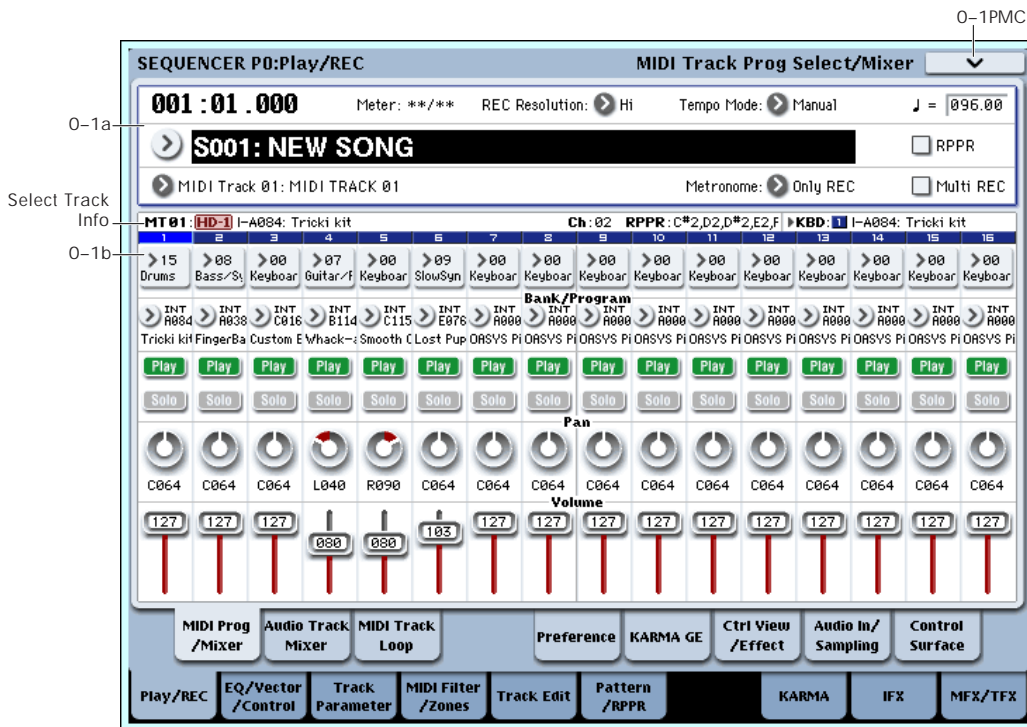 0–1PMC
SEQUENCER P0:Play/REC MIDI Track Prog Select/Mixer
0–1a
001:01.000 Meter: **/** REC Resolution: Hi Tempo Mode: Manual ♩ = 096.00
S001: NEW SONG RPPR
MIDI Track 01: MIDI TRACK 01 Metronome: Only REC Multi REC
Select Track
Info
MT01: HD-1 I-A084: Tricki kit Ch:02 RPPR:C#2,D2,D#2,E2,F KBD: 1 I-A084: Tricki kit
1 2 3 4 5 6 7 8 9 10 11 12 13 14 15 16
0–1b
15 08 00 07 00 09 00 00 00 00 00 00 00 00 00 00
Drums Bass/Sy Keyboar Guitar/F Keyboar SlowSyn Keyboar Keyboar Keyboar Keyboar Keyboar Keyboar Keyboar Keyboar Keyboar Keyboar
Bank/Program
INT INT INT INT INT INT INT INT INT INT INT INT INT INT INT INT
A084 A038 C016 B114 C115 E076 A000 A000 A000 A000 A000 A000 A000 A000 A000 A000
Tricki kit FingerBa Custom E Whack-a Smooth C Lost Pup OASYS Pi OASYS Pi OASYS Pi OASYS Pi OASYS Pi OASYS Pi OASYS Pi OASYS Pi OASYS Pi OASYS Pi
Play Play Play Play Play Play Play Play Play Play Play Play Play Play Play Play
Solo Solo Solo Solo Solo Solo Solo Solo Solo Solo Solo Solo Solo Solo Solo Solo
Pan
C064 C064 C064 L040 R090 C064 C064 C064 C064 C064 C064 C064 C064 C064 C064 C064
Volume
127 127 127 080 080 103 127 127 127 127 127 127 127 127 127 127
MIDI Prog
/Mixer
Audio Track
Mixer
MIDI Track
Loop
Preference
KARMA GE
Ctrl View
/Effect
Audio In/
Sampling
Control
Surface
Play/REC
EQ/Vector
/Control
Track
Parameter
MIDI Filter
/Zones
Track Edit
Pattern
/RPPR
KARMA
IFX
MFX/TFX